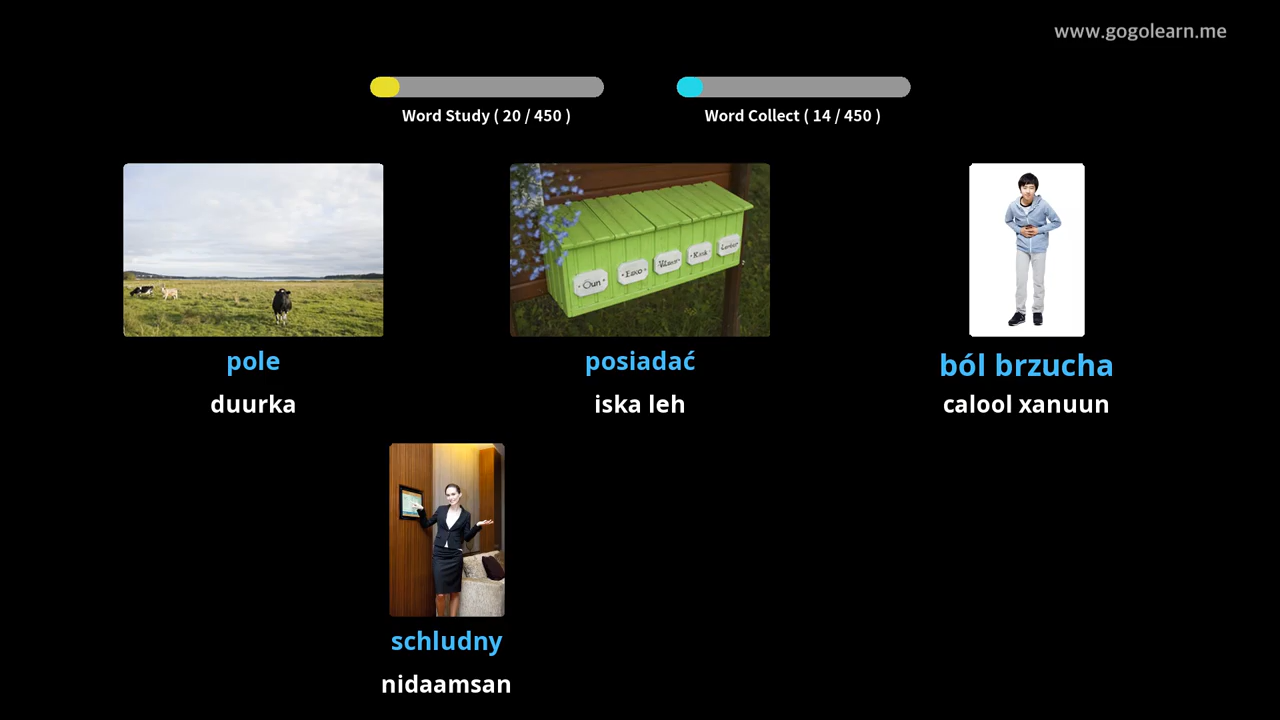 www.gogolearn.me
Word Study ( 20 / 450 )
Word Collect ( 14 / 450 )
Oun
pole
posiadać
ból brzucha
duurka
iska leh
calool xanuun
schludny
nidaamsan